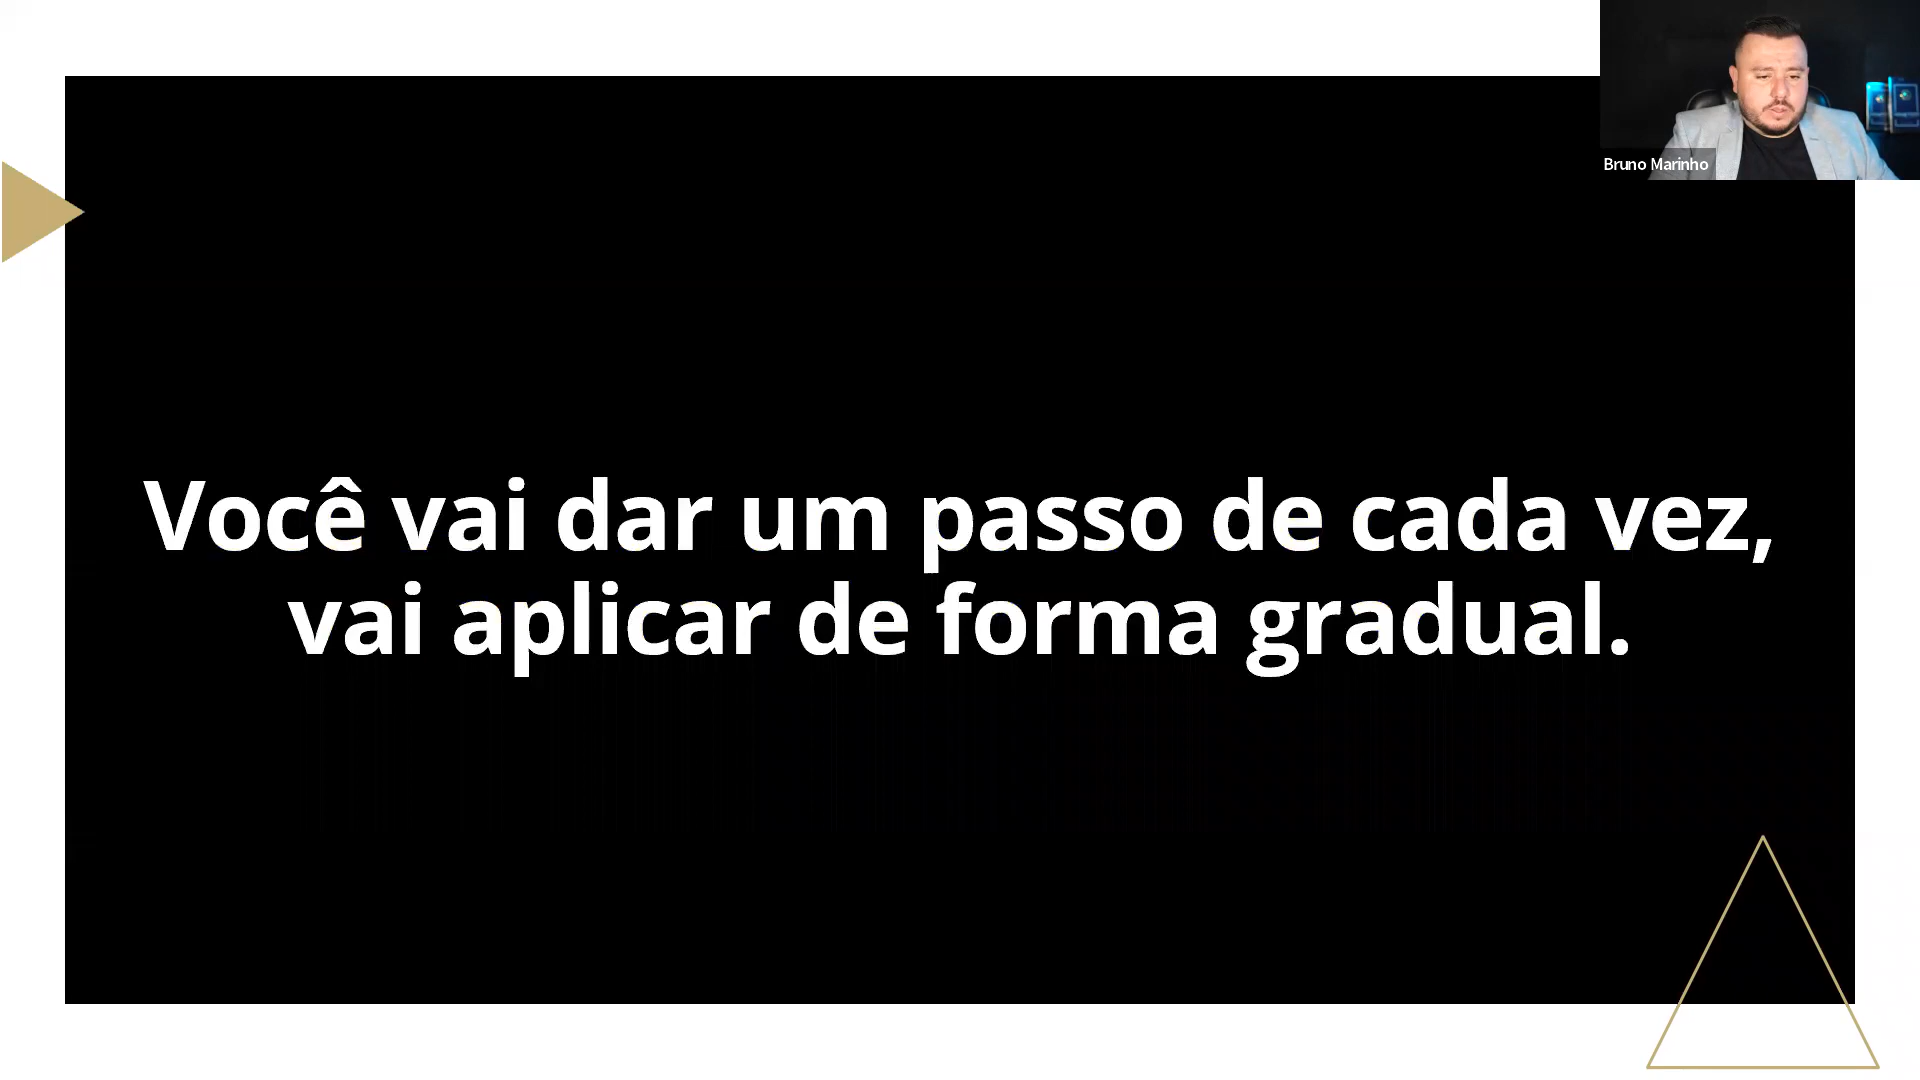 Bruno Marinho
Você vai dar um passo de cada vez,
vai aplicar de forma gradual.